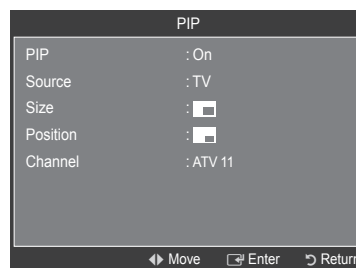 PIP
PIP : On
Source : TV
Size :
Position :
Channel : ATV 11
Move Enter Return